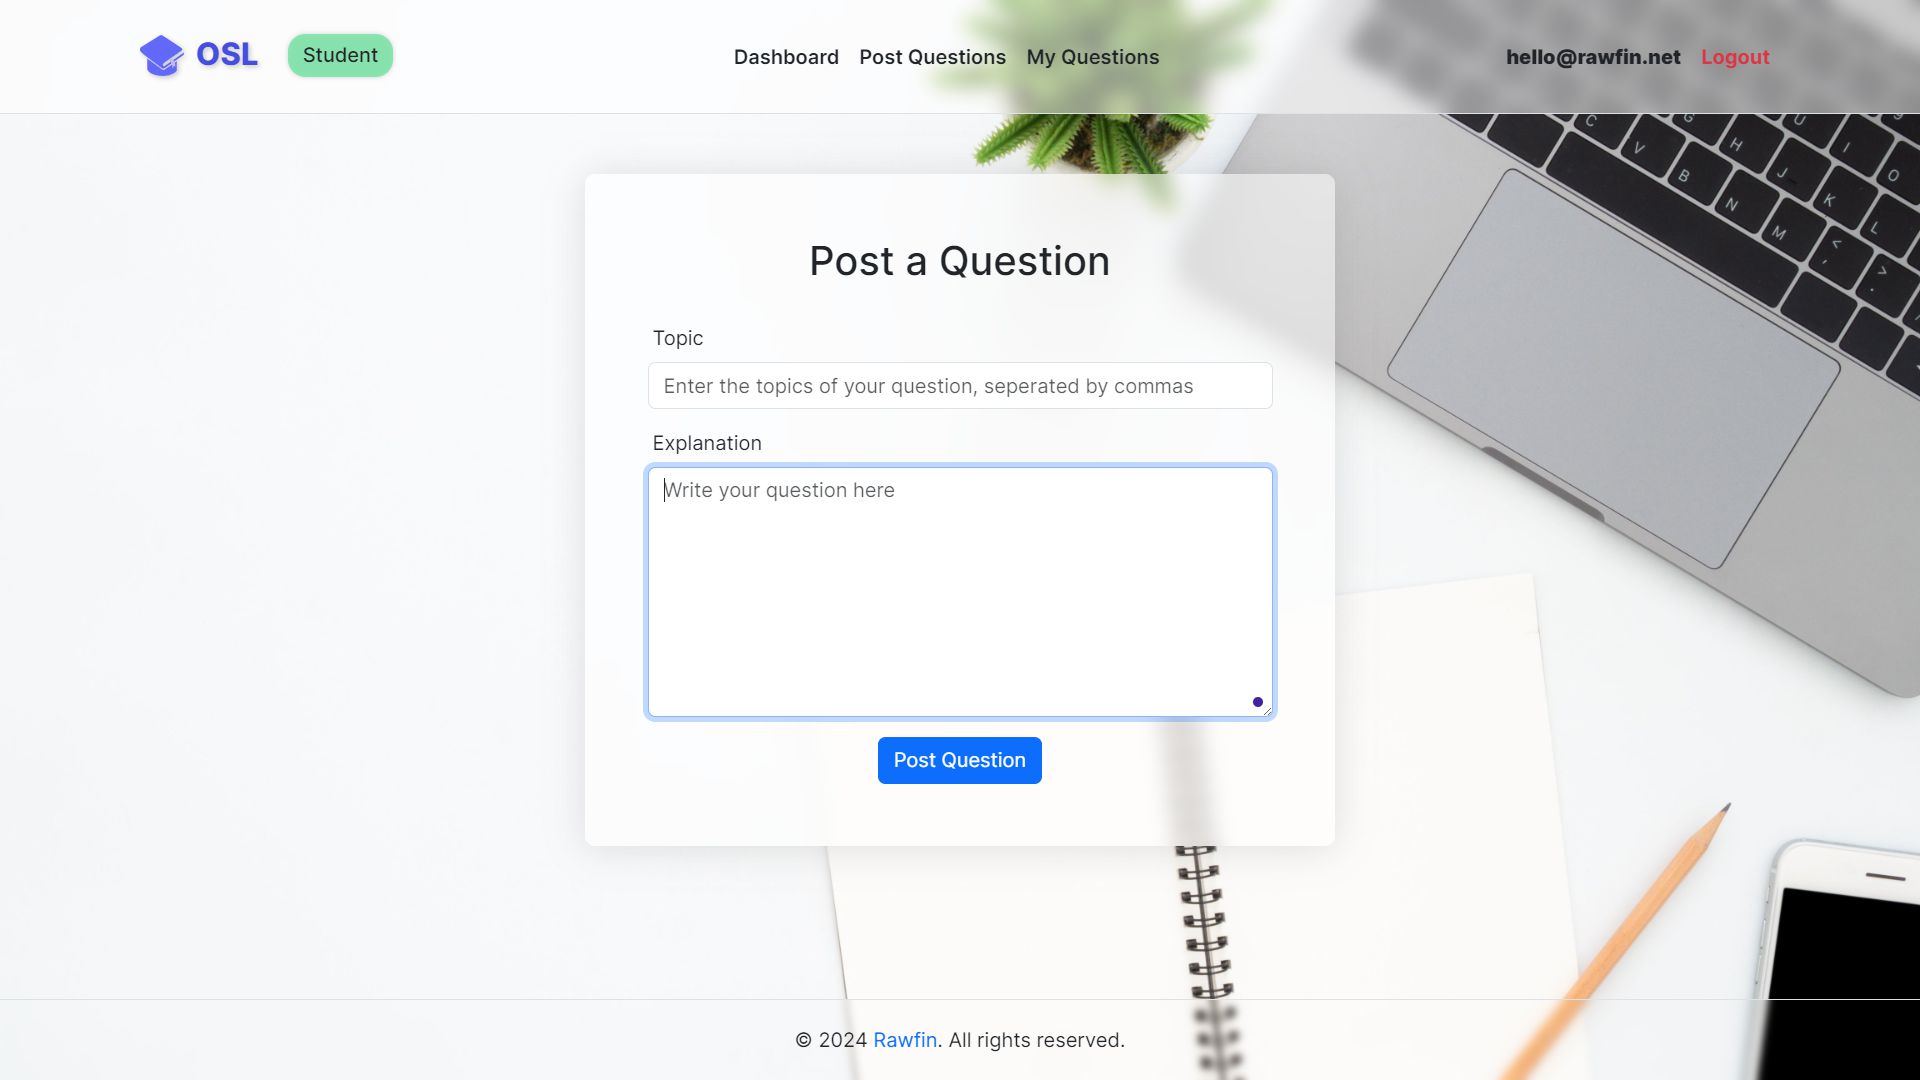 OSL
Student
Dashboard Post Questions My Questions
hello@rawfin.net Logout
Post a Question
Topic
Enter the topics of your question, seperated by commas
Explanation
Write your question here
Post Question
© 2024 Rawfin. All rights reserved.
C V B N M G H J K L U I O 9 < , > .